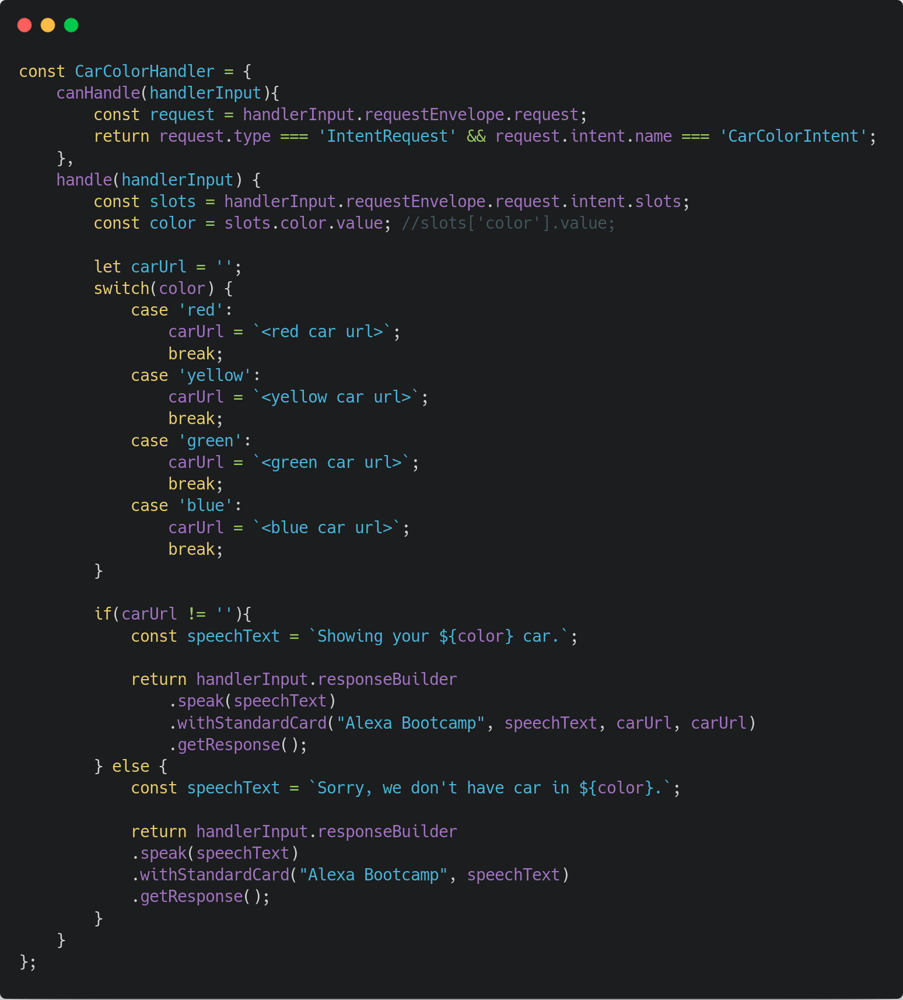 const CarColorHandler = {
    canHandle(handlerInput){
        const request = handlerInput.requestEnvelope.request;
        return request.type === 'IntentRequest' && request.intent.name === 'CarColorIntent';
    },
    handle(handlerInput) {
        const slots = handlerInput.requestEnvelope.request.intent.slots;
        const color = slots.color.value; //slots['color'].value;

        let carUrl = '';
        switch(color) {
            case 'red':
                carUrl = `<red car url>`;
                break;
            case 'yellow':
                carUrl = `<yellow car url>`;
                break;
            case 'green':
                carUrl = `<green car url>`;
                break;
            case 'blue':
                carUrl = `<blue car url>`;
                break;
        }

        if(carUrl != ''){
            const speechText = `Showing your ${color} car.`;

            return handlerInput.responseBuilder
                .speak(speechText)
                .withStandardCard("Alexa Bootcamp", speechText, carUrl, carUrl)
                .getResponse();
        } else {
            const speechText = `Sorry, we don't have car in ${color}.`;

            return handlerInput.responseBuilder
            .speak(speechText)
            .withStandardCard("Alexa Bootcamp", speechText)
            .getResponse();
        }
    }
};